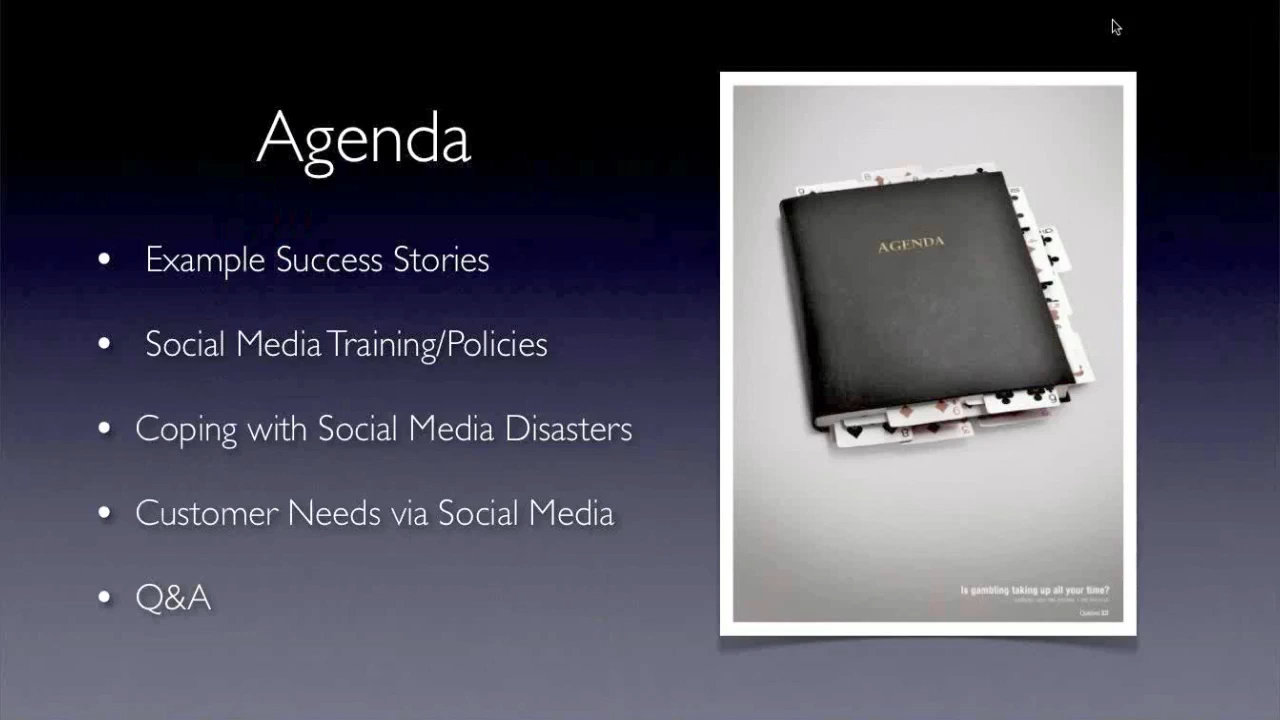 Agenda
• Example Success Stories
• Social Media Training/Policies
• Coping with Social Media Disasters
• Customer Needs via Social Media
• Q&A
AGENDA
Is gambling taking up all your time?
Québec